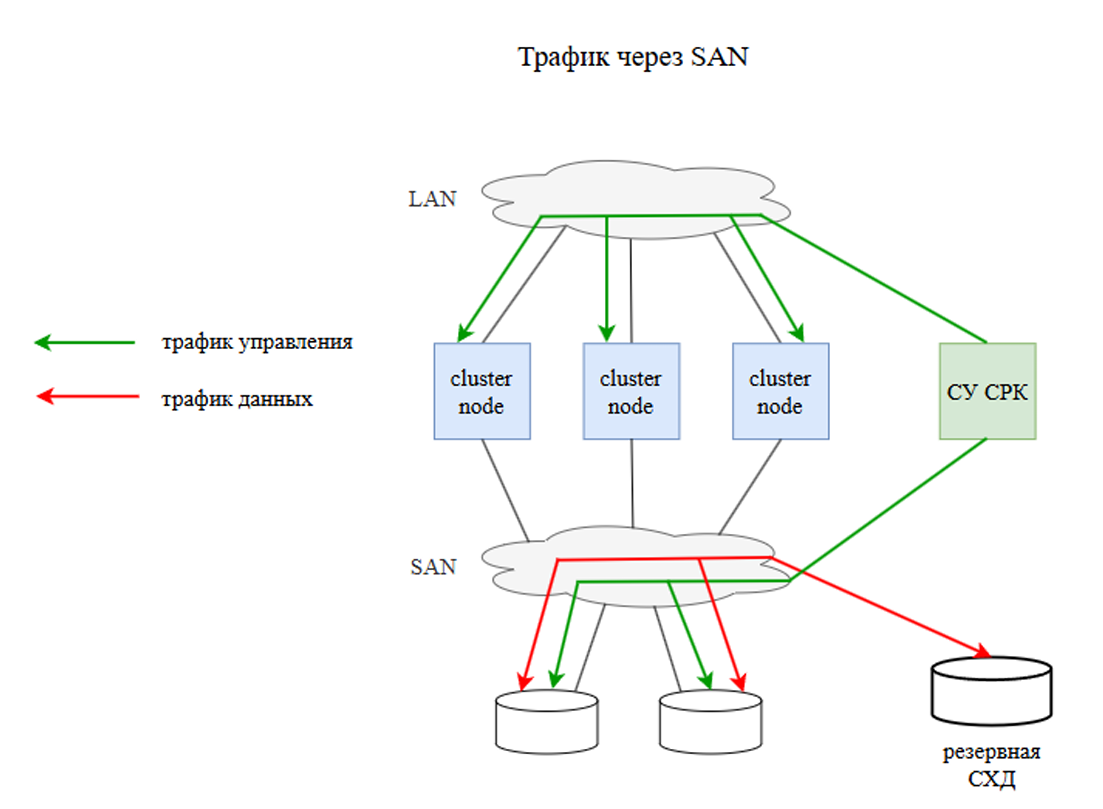 Трафик через SAN
LAN
трафик управления
трафик данных
cluster
node
cluster
node
cluster
node
СУ СРК
SAN
резервная
СХД